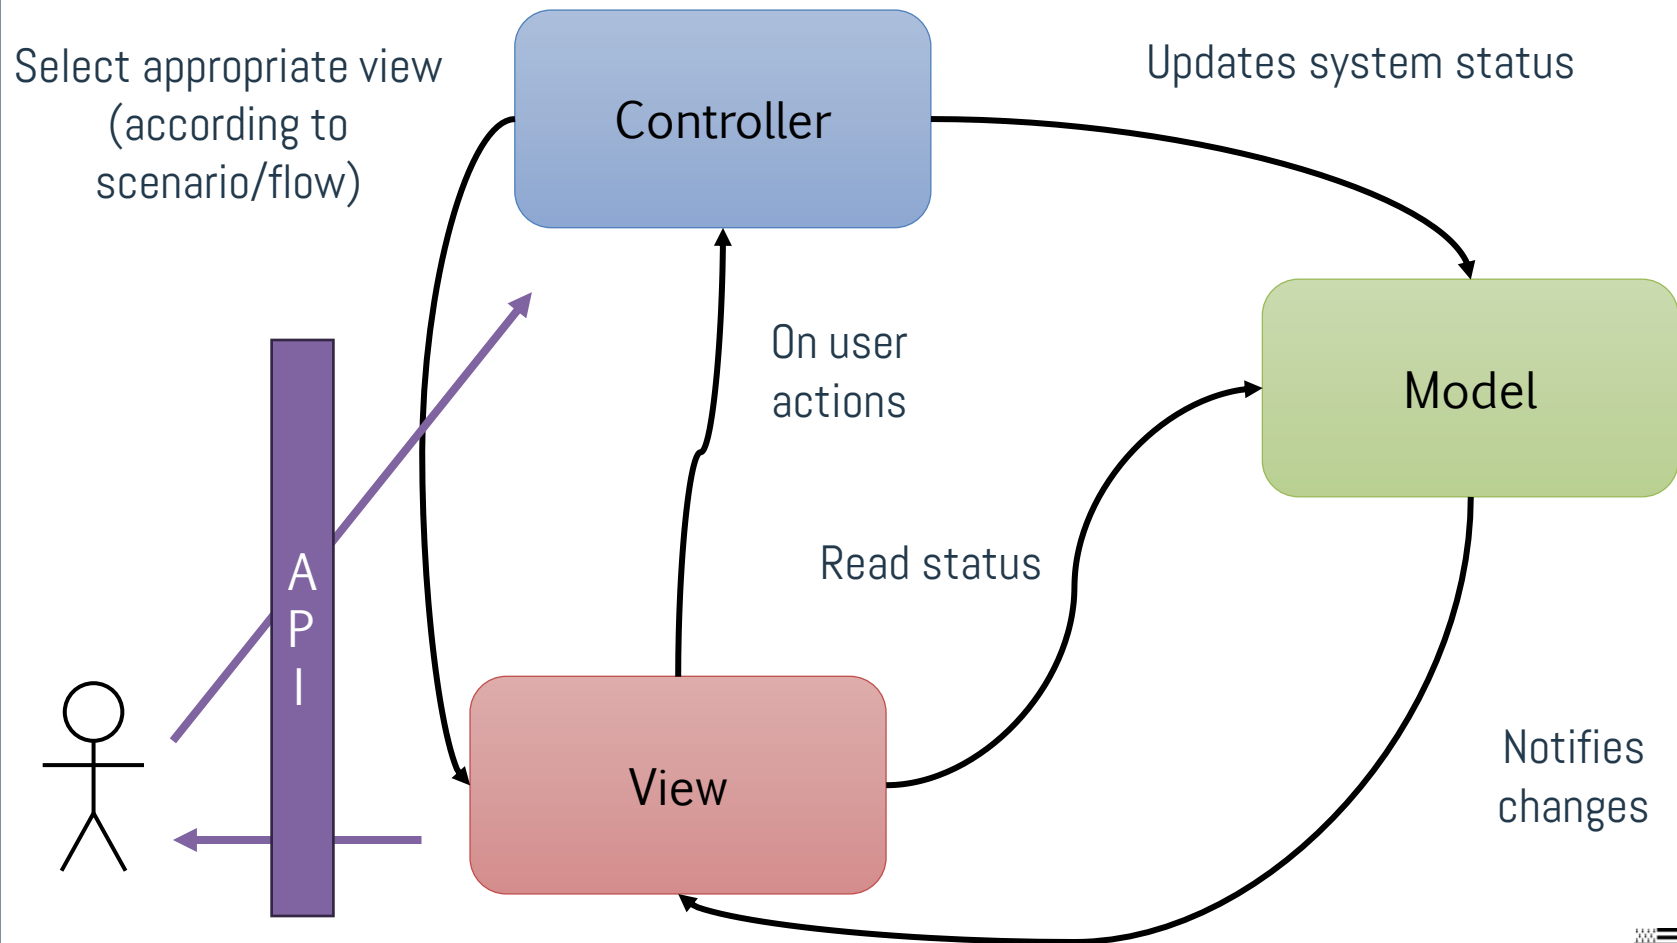 Select appropriate view
(according to
scenario/flow)
Controller
Updates system status
On user
actions
Model
A
P
I
Read status
View
Notifies
changes